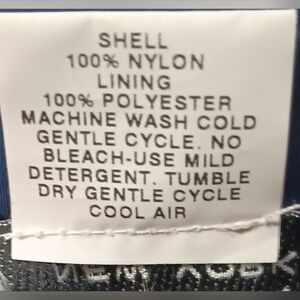 SHELL
100% NYLON
LINING
100% POLYESTER
MACHINE WASH COLD
GENTLE CYCLE. NO
BLEACH-USE MILD
DETERGENT. TUMBLE
DRY GENTLE CYCLE
COOL AIR